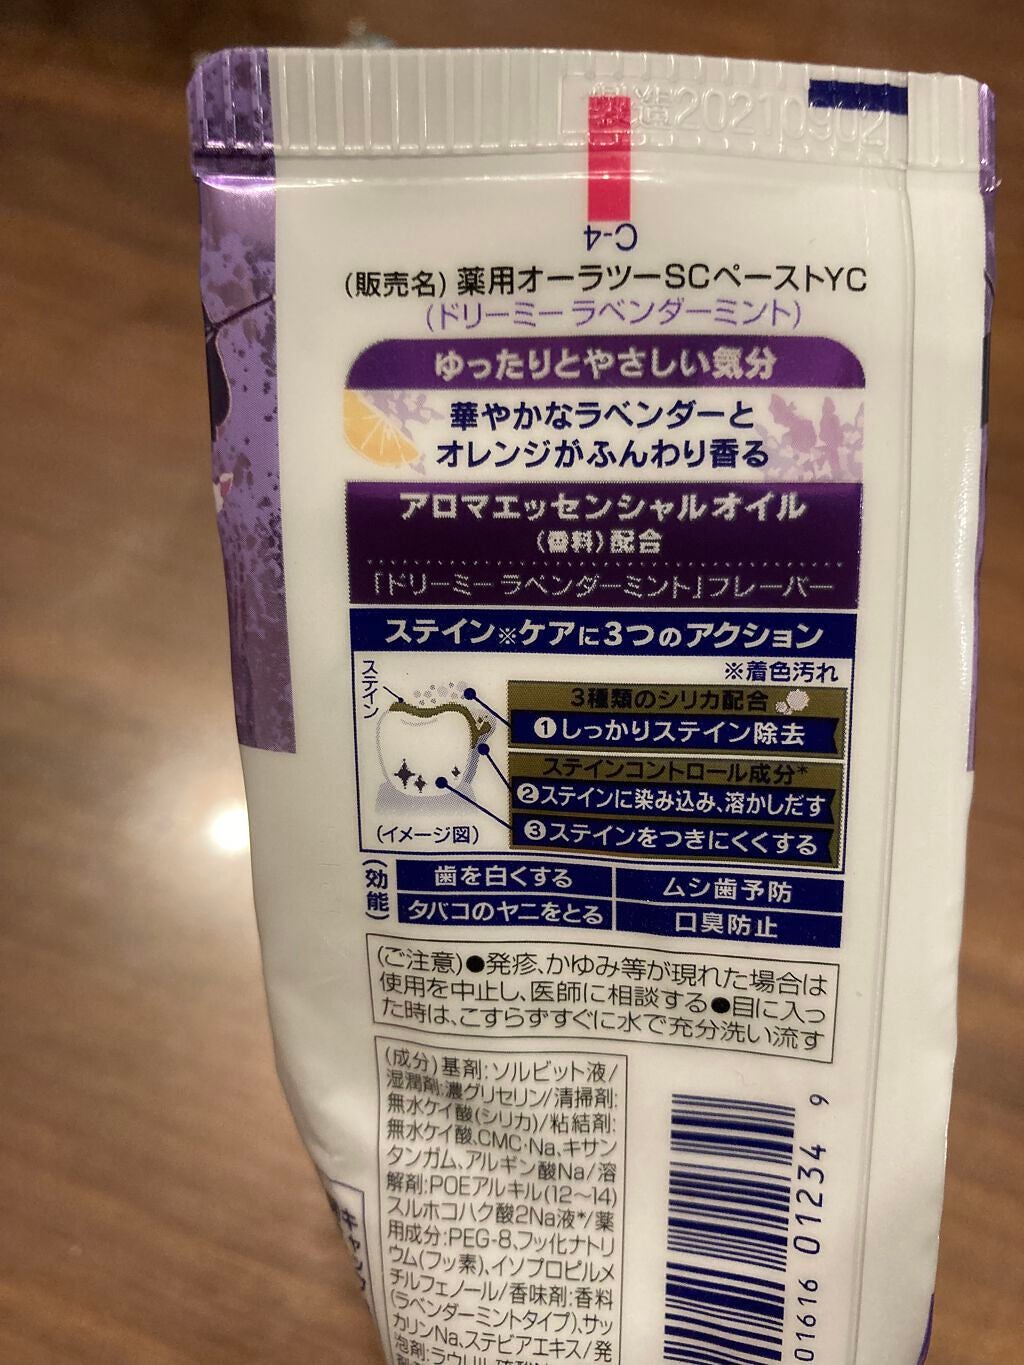 製造20210902
C-4
(販売名) 薬用オーラツーSCペーストYC
(ドリーミー ラベンダーミント)
ゆったりとやさしい気分
華やかなラベンダーと
オレンジがふんわり香る
アロマエッセンシャルオイル
(香料)配合
「ドリーミー ラベンダーミント」フレーバー
ステイン※ケアに3つのアクション
※着色汚れ
ステイン
3種類のシリカ配合
①しっかりステイン除去
ステインコントロール成分*
②ステインに染み込み、溶かしだす
③ステインをつきにくくする
(イメージ図)
(効能)
歯を白くする
ムシ歯予防
タバコのヤニをとる
口臭防止
(ご注意)●発疹、かゆみ等が現れた場合は
使用を中止し、医師に相談する●目に入っ
た時は、こすらずすぐに水で充分洗い流す
(成分)基剤:ソルビット液/
湿潤剤:濃グリセリン/清掃剤:
無水ケイ酸(シリカ)/粘結剤:
無水ケイ酸、CMC・Na、キサン
タンガム、アルギン酸Na/溶
解剤:POEアルキル(12〜14)
スルホコハク酸2Na液*/薬
用成分:PEG-8、フッ化ナトリ
ウム(フッ素)、イソプロピルメ
チルフェノール/香味剤:香料
(ラベンダーミントタイプ)、サッ
カリンNa、ステビアエキス/発
泡剤:ラウリル
01616 01234 9